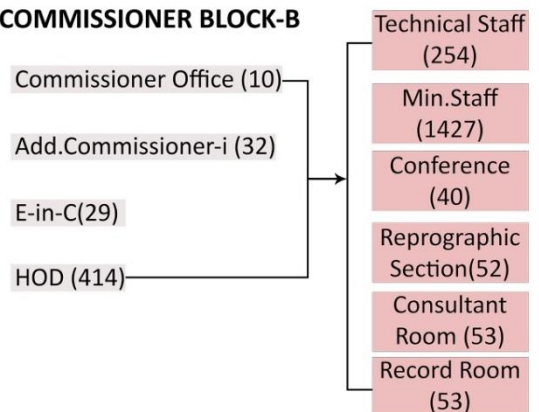 COMMISSIONER BLOCK-B
Commissioner Office (10)
Add.Commissioner-i (32)
E-in-C(29)
HOD (414)
Technical Staff
(254)
Min.Staff
(1427)
Conference
(40)
Reprographic
Section(52)
Consultant
Room (53)
Record Room
(53)